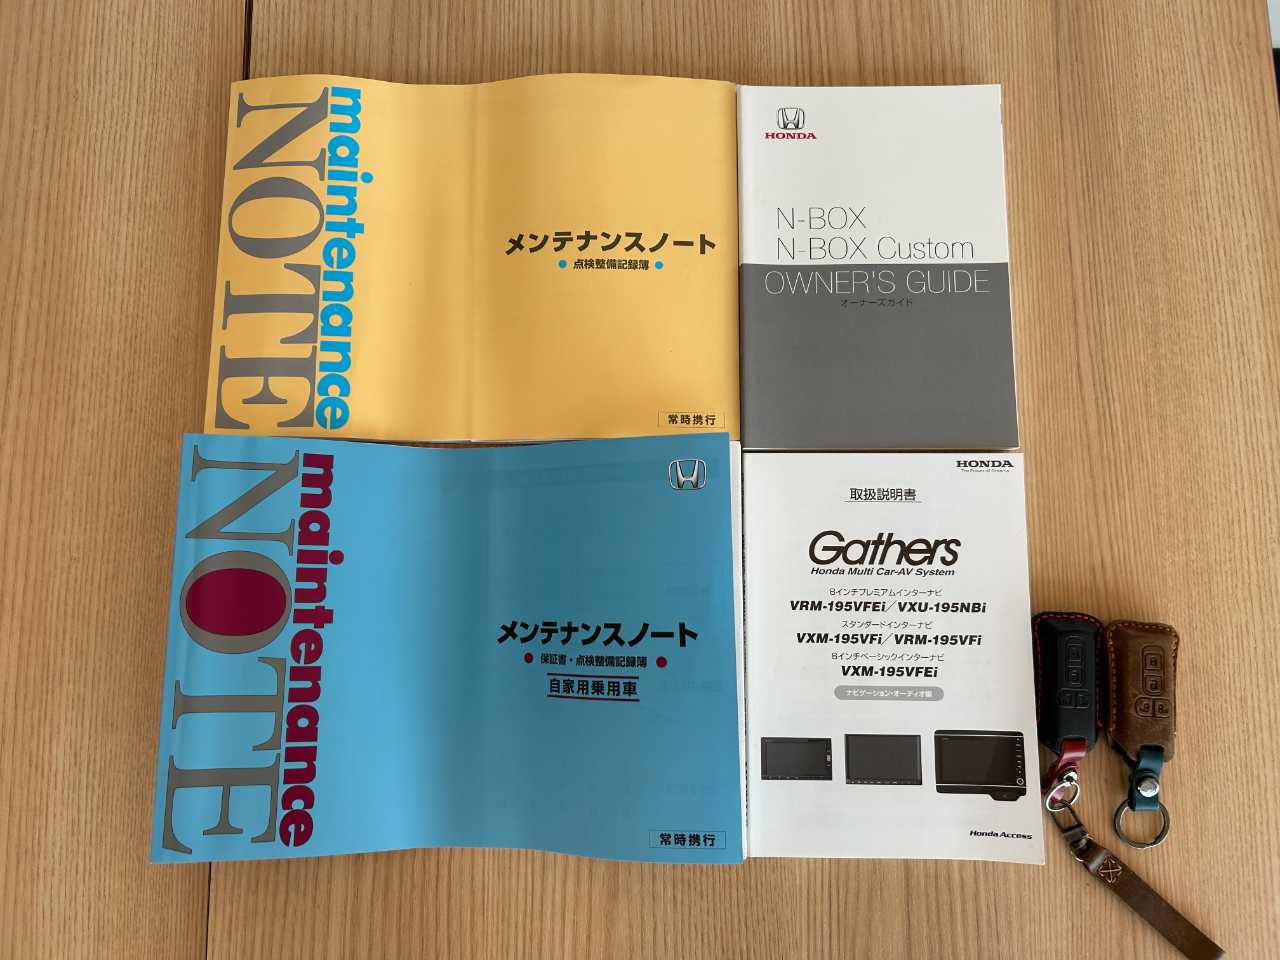 maintenance
NOTE
メンテナンスノート
● 点検整備記録簿 ●
常時携行
HONDA
N-BOX
N-BOX Custom
OWNER'S GUIDE
オーナーズガイド
maintenance
NOTE
メンテナンスノート
● 保証書・点検整備記録簿 ●
自家用乗用車
常時携行
HONDA
The Power of Dreams
取扱説明書
Gathers
Honda Multi Car-AV System
8インチプレミアムインターナビ
VRM-195VFEi／VXU-195NBi
スタンダードインターナビ
VXM-195VFi／VRM-195VFi
8インチベーシックインターナビ
VXM-195VFEi
ナビゲーション・オーディオ編
Honda Access